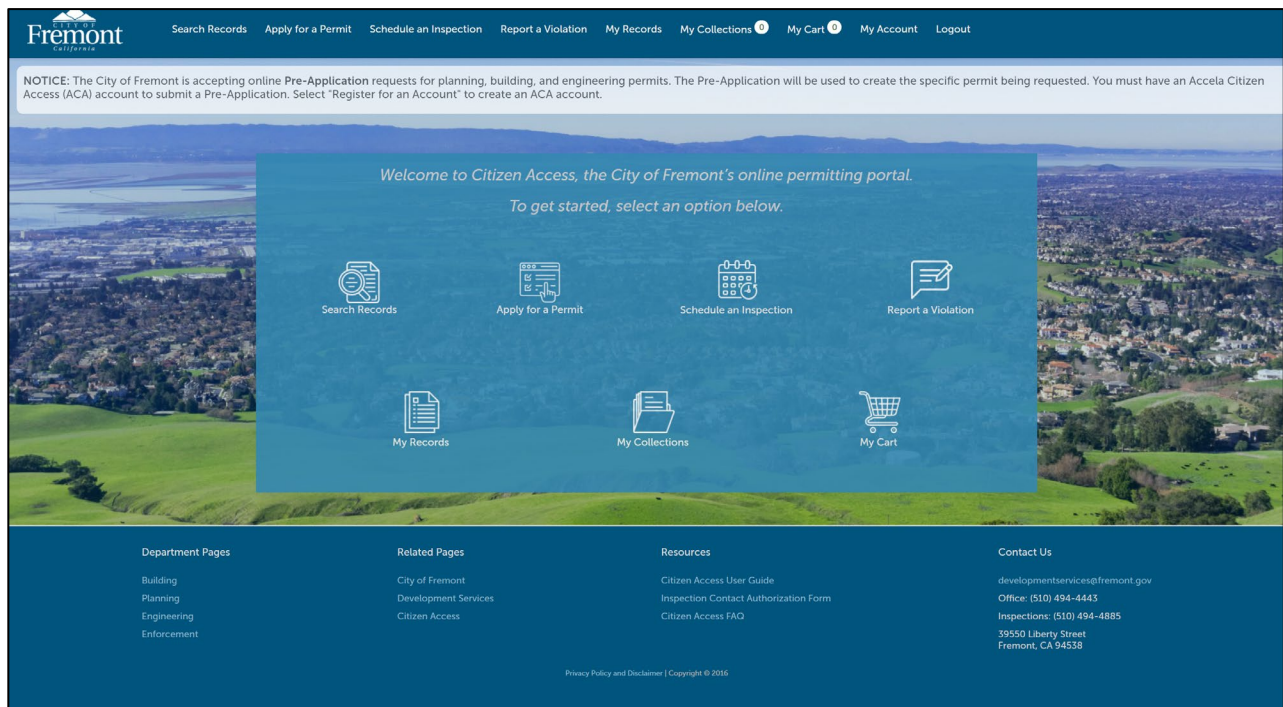 CITY OF
Fremont
California
Search Records Apply for a Permit Schedule an Inspection Report a Violation My Records My Collections 0 My Cart 0 My Account Logout
NOTICE: The City of Fremont is accepting online Pre-Application requests for planning, building, and engineering permits. The Pre-Application will be used to create the specific permit being requested. You must have an Accela Citizen
Access (ACA) account to submit a Pre-Application. Select "Register for an Account" to create an ACA account.
Welcome to Citizen Access, the City of Fremont's online permitting portal.
To get started, select an option below.
Search Records Apply for a Permit Schedule an Inspection Report a Violation
My Records My Collections My Cart
Department Pages
Building
Planning
Engineering
Enforcement
Related Pages
City of Fremont
Development Services
Citizen Access
Resources
Citizen Access User Guide
Inspection Contact Authorization Form
Citizen Access FAQ
Contact Us
developmentservices@fremont.gov
Office: (510) 494-4443
Inspections: (510) 494-4885
39550 Liberty Street
Fremont, CA 94538
Privacy Policy and Disclaimer | Copyright © 2016